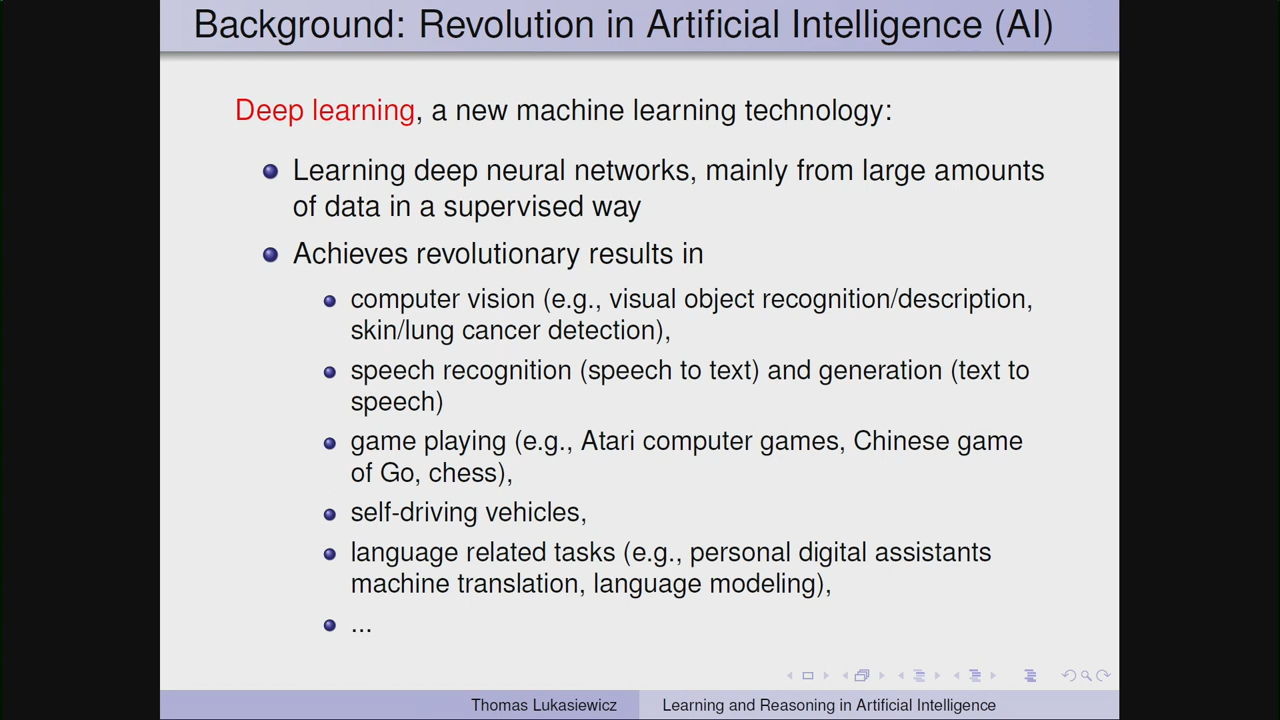 Background: Revolution in Artificial Intelligence (AI)
Deep learning, a new machine learning technology:
Learning deep neural networks, mainly from large amounts
of data in a supervised way
Achieves revolutionary results in
computer vision (e.g., visual object recognition/description,
skin/lung cancer detection),
speech recognition (speech to text) and generation (text to
speech)
game playing (e.g., Atari computer games, Chinese game
of Go, chess),
self-driving vehicles,
language related tasks (e.g., personal digital assistants
machine translation, language modeling),
...
Thomas Lukasiewicz
Learning and Reasoning in Artificial Intelligence